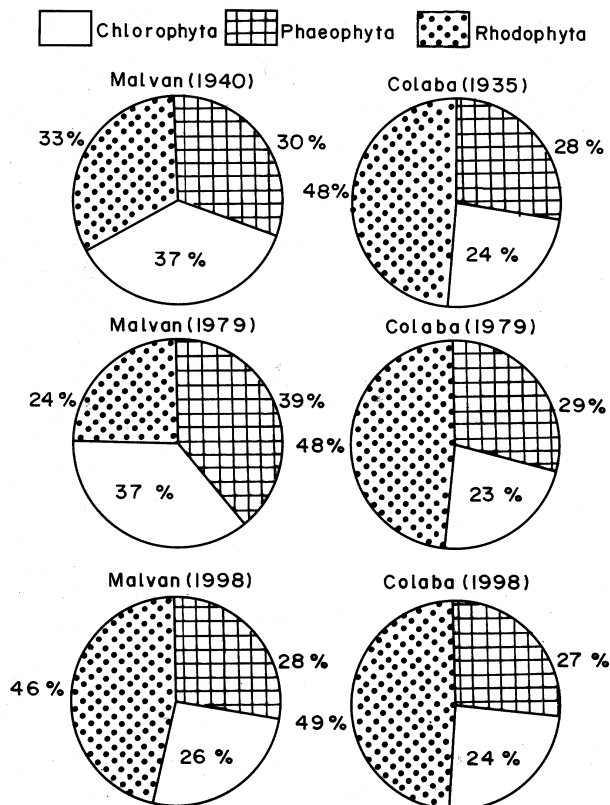 Chlorophyta Phaeophyta Rhodophyta
Malvan (1940)
33%
30%
37 %
Colaba (1935)
48%
28%
24 %
Malvan (1979)
24%
39%
37 %
Colaba (1979)
48%
29%
23 %
Malvan (1998)
46%
28%
26 %
Colaba (1998)
49%
27%
24 %